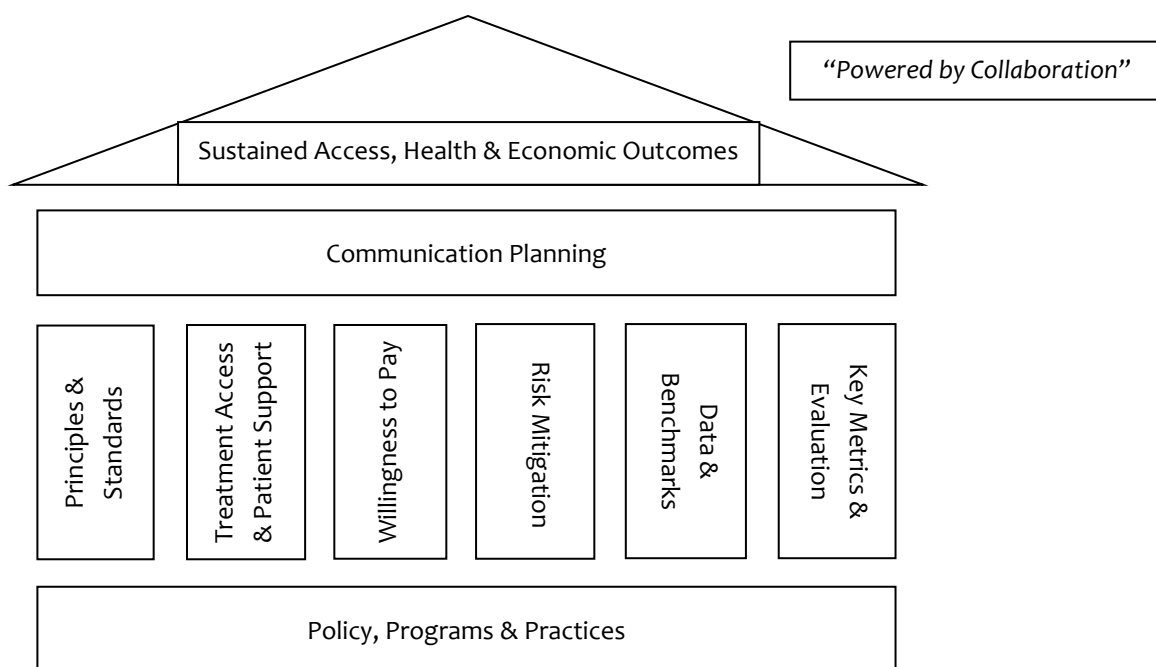 “Powered by Collaboration”
Sustained Access, Health & Economic Outcomes
Communication Planning
Principles &
Standards
Treatment Access
& Patient Support
Willingness to Pay
Risk Mitigation
Data &
Benchmarks
Key Metrics &
Evaluation
Policy, Programs & Practices